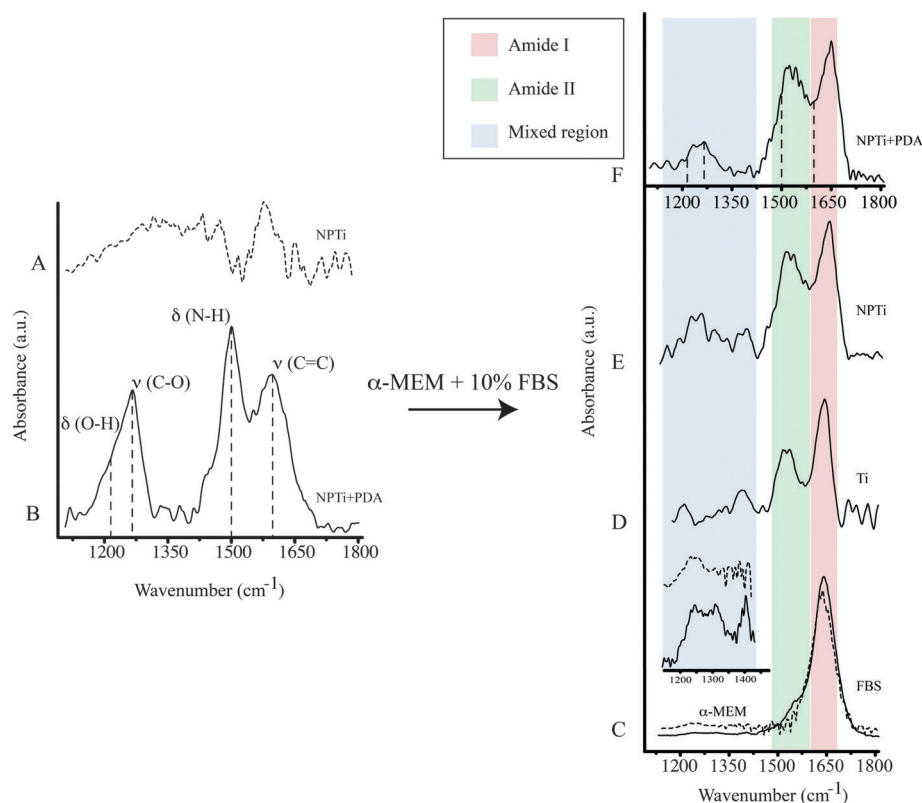 Amide I
Amide II
Mixed region
NPTi+PDA
F
1200 1350 1500 1650 1800
NPTi
A
δ (N-H)
ν (C=C)
ν (C-O)
δ (O-H)
B
NPTi+PDA
Absorbance (a.u.)
1200 1350 1500 1650 1800
Wavenumber (cm⁻¹)
α-MEM + 10% FBS
NPTi
E
Absorbance (a.u.)
Ti
D
1200 1300 1400
FBS
α-MEM
C
1200 1350 1500 1650 1800
Wavenumber (cm⁻¹)